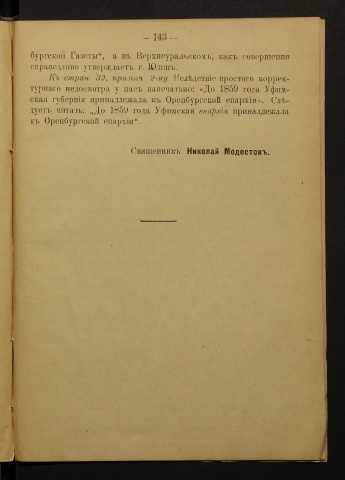 — 143 —
бургской Газеты“, а въ Верхнеуральскомъ, какъ совершенно
справедливо утверждаетъ г. Юдинъ.
Къ стран. 32, примѣч. 2-му Вслѣдствіе простого коррек-
турнаго недосмотра у насъ напечатано: «До 1859 года Уфим-
ская губернія принадлежала къ Оренбургской епархіи». Слѣ-
дуетъ читать: „До 1859 года Уфимская епархія принадлежала
къ Оренбургской епархіи“.
Священникъ Николай Модестовъ.